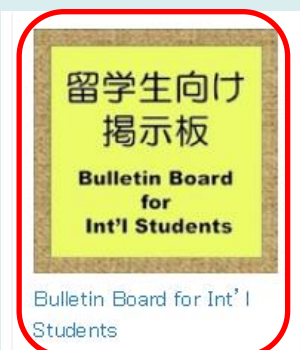 留学生向け
掲示板
Bulletin Board
for
Int'l Students
Bulletin Board for Int’l
Students